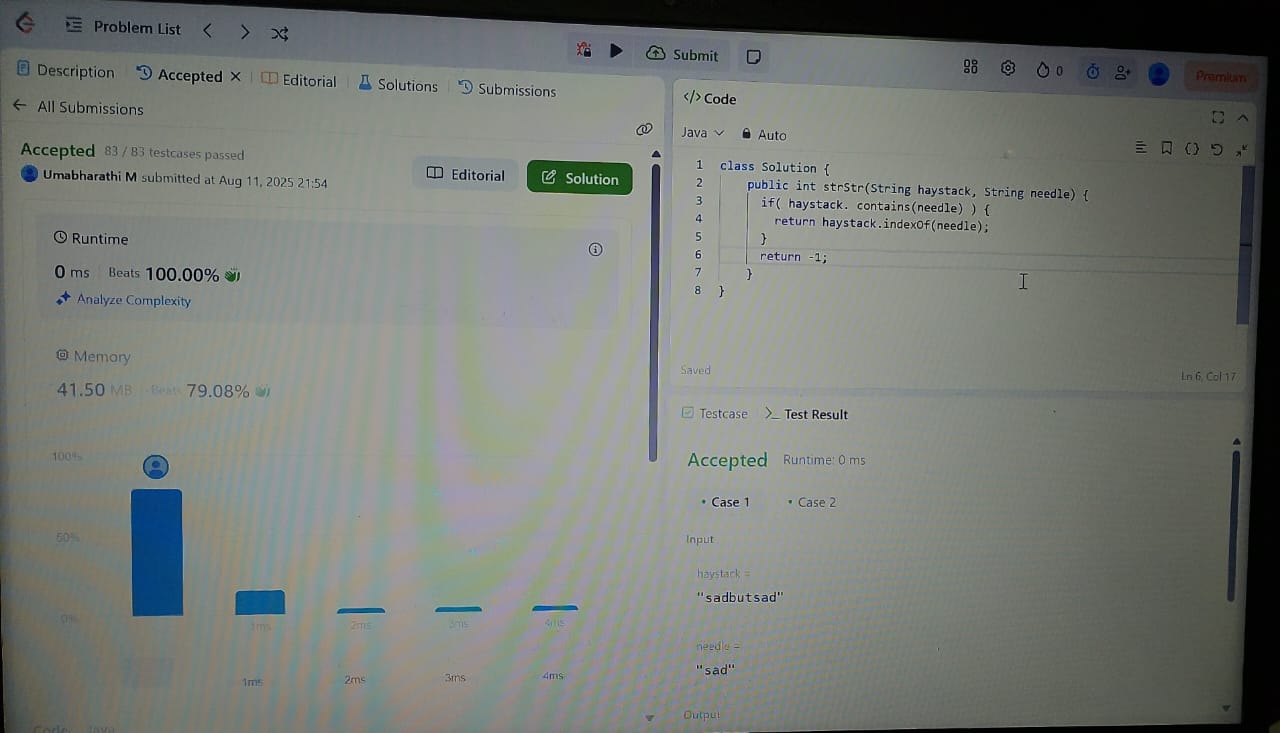 Problem List
Submit
0
Premium
Description
Accepted
Editorial
Solutions
Submissions
All Submissions
Accepted 83 / 83 testcases passed
Umabharathi M submitted at Aug 11, 2025 21:54
Editorial
Solution
Runtime
0 ms Beats 100.00%
Analyze Complexity
Memory
41.50 MB Beats 79.08%
100%
50%
0%
1ms 2ms 3ms 4ms
1ms 2ms 3ms 4ms
Code Java
</> Code
Java Auto
1 class Solution {
2 public int strStr(String haystack, String needle) {
3 if( haystack. contains(needle) ) {
4 return haystack.indexOf(needle);
5 }
6 return -1;
7 }
8 }
Saved
Ln 6, Col 17
Testcase >_ Test Result
Accepted Runtime: 0 ms
• Case 1 • Case 2
Input
haystack =
"sadbutsad"
needle =
"sad"
Output